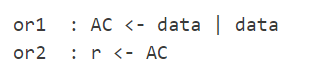 or1  : AC <- data | data
or2  : r <- AC